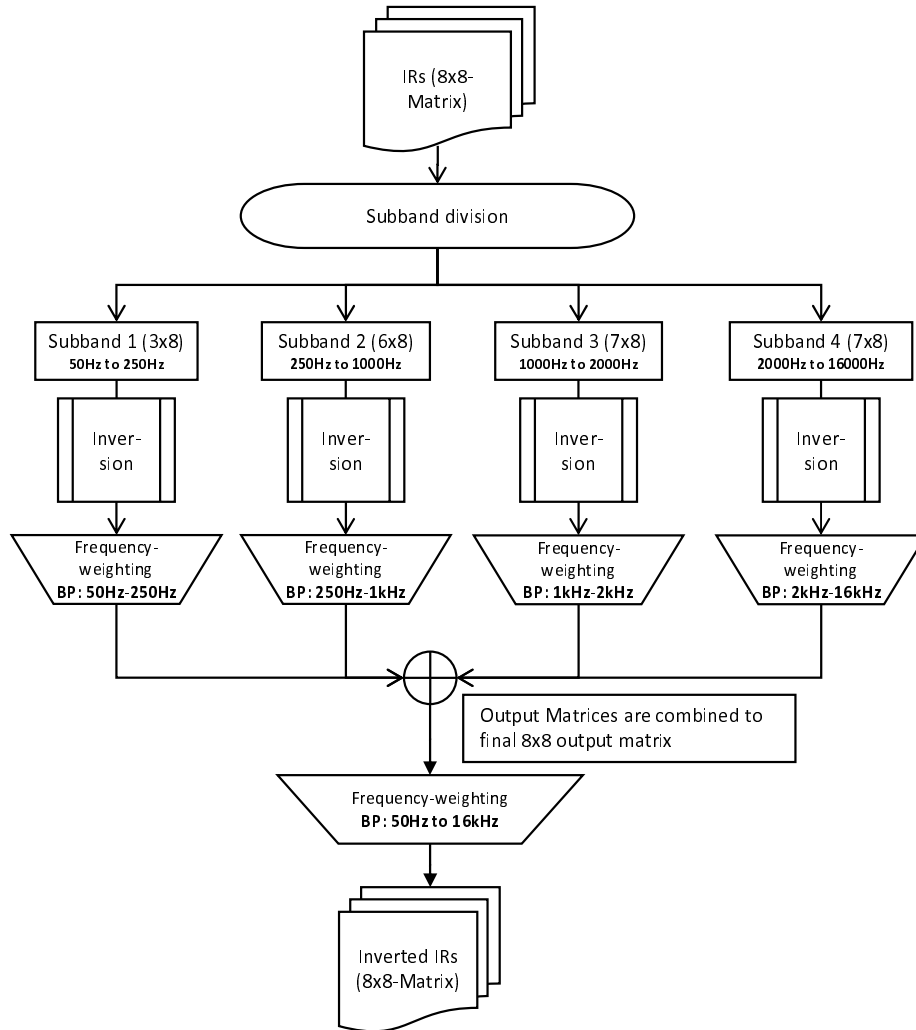 IRs (8x8-
Matrix)
Subband division
Subband 1 (3x8)
50Hz to 250Hz
Subband 2 (6x8)
250Hz to 1000Hz
Subband 3 (7x8)
1000Hz to 2000Hz
Subband 4 (7x8)
2000Hz to 16000Hz
Inver-
sion
Inver-
sion
Inver-
sion
Inver-
sion
Frequency-
weighting
BP: 50Hz-250Hz
Frequency-
weighting
BP: 250Hz-1kHz
Frequency-
weighting
BP: 1kHz-2kHz
Frequency-
weighting
BP: 2kHz-16kHz
Output Matrices are combined to
final 8x8 output matrix
Frequency-weighting
BP: 50Hz to 16kHz
Inverted IRs
(8x8-Matrix)